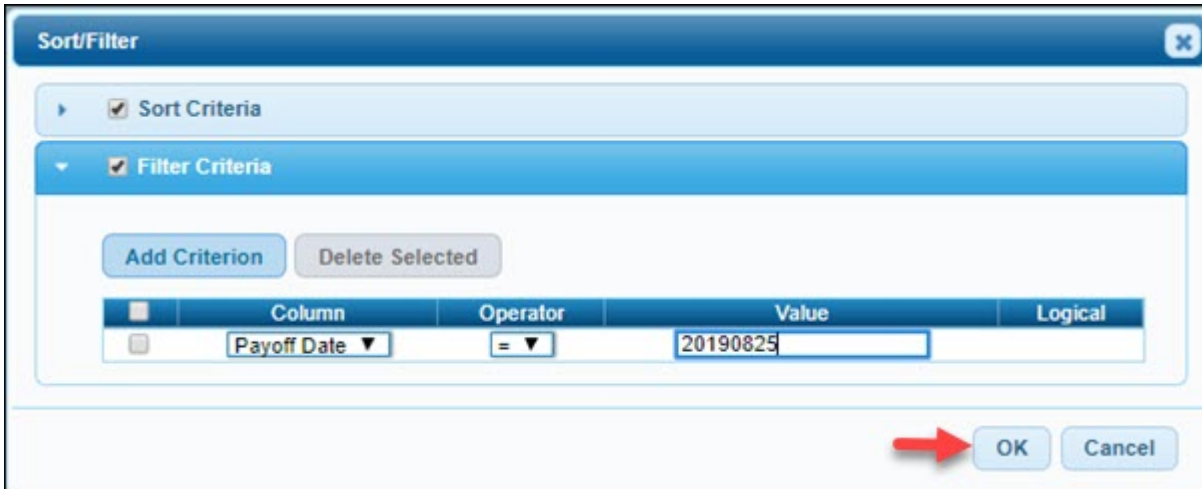 Sort/Filter
Sort Criteria
Filter Criteria
Add Criterion Delete Selected
Column Operator Value Logical
Payoff Date = 20190825
OK Cancel